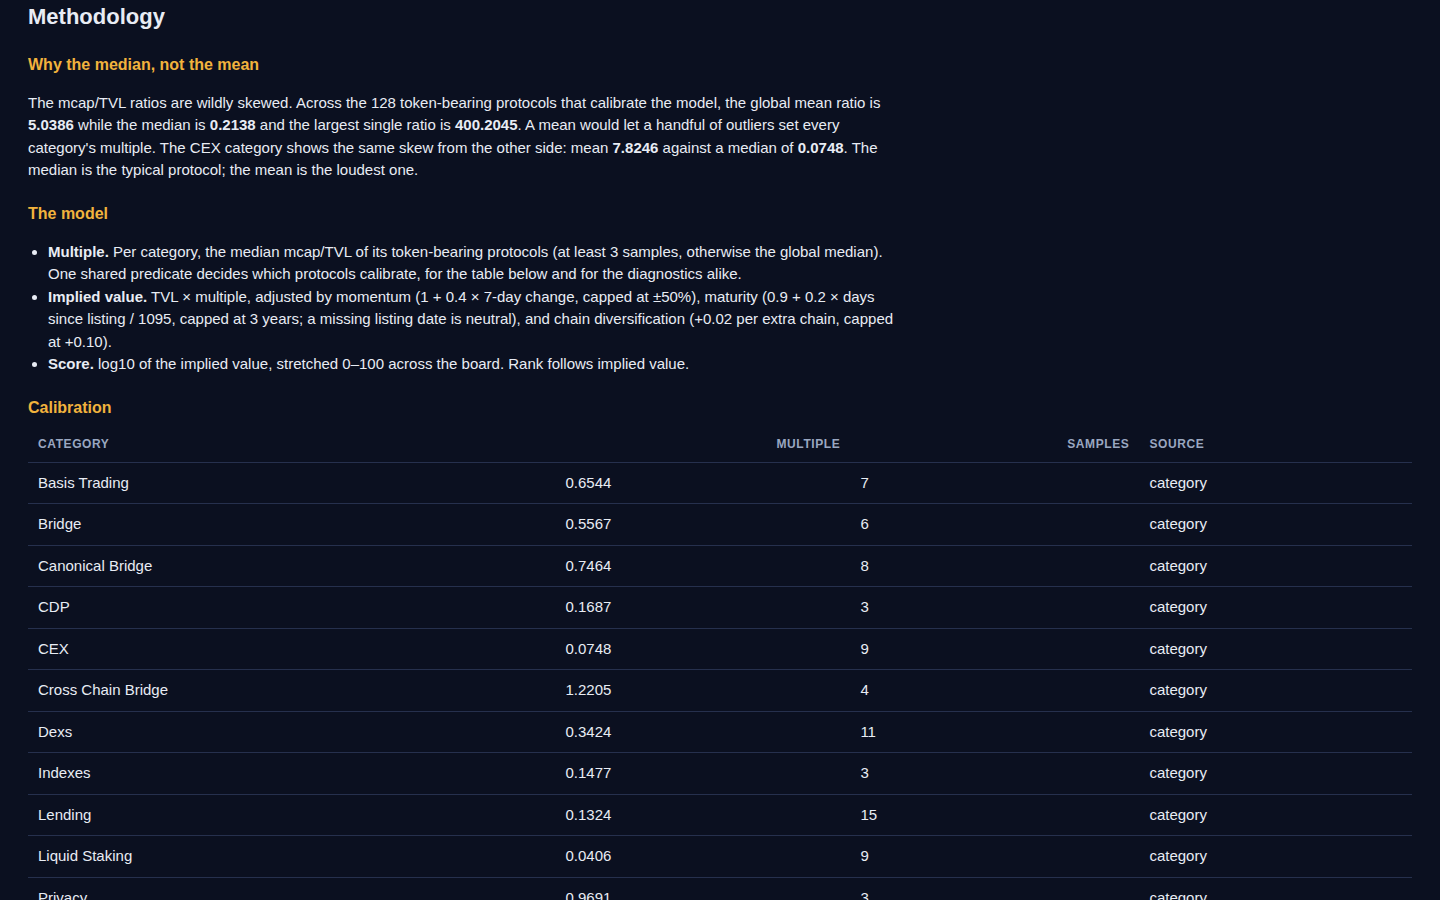 Methodology
Why the median, not the mean
The mcap/TVL ratios are wildly skewed. Across the 128 token-bearing protocols that calibrate the model, the global mean ratio is
5.0386 while the median is 0.2138 and the largest single ratio is 400.2045. A mean would let a handful of outliers set every
category's multiple. The CEX category shows the same skew from the other side: mean 7.8246 against a median of 0.0748. The
median is the typical protocol; the mean is the loudest one.
The model
• Multiple. Per category, the median mcap/TVL of its token-bearing protocols (at least 3 samples, otherwise the global median).
One shared predicate decides which protocols calibrate, for the table below and for the diagnostics alike.
• Implied value. TVL × multiple, adjusted by momentum (1 + 0.4 × 7-day change, capped at ±50%), maturity (0.9 + 0.2 × days
since listing / 1095, capped at 3 years; a missing listing date is neutral), and chain diversification (+0.02 per extra chain, capped
at +0.10).
• Score. log10 of the implied value, stretched 0–100 across the board. Rank follows implied value.
Calibration
CATEGORY MULTIPLE SAMPLES SOURCE
Basis Trading 0.6544 7 category
Bridge 0.5567 6 category
Canonical Bridge 0.7464 8 category
CDP 0.1687 3 category
CEX 0.0748 9 category
Cross Chain Bridge 1.2205 4 category
Dexs 0.3424 11 category
Indexes 0.1477 3 category
Lending 0.1324 15 category
Liquid Staking 0.0406 9 category
Privacy 0.9691 3 category